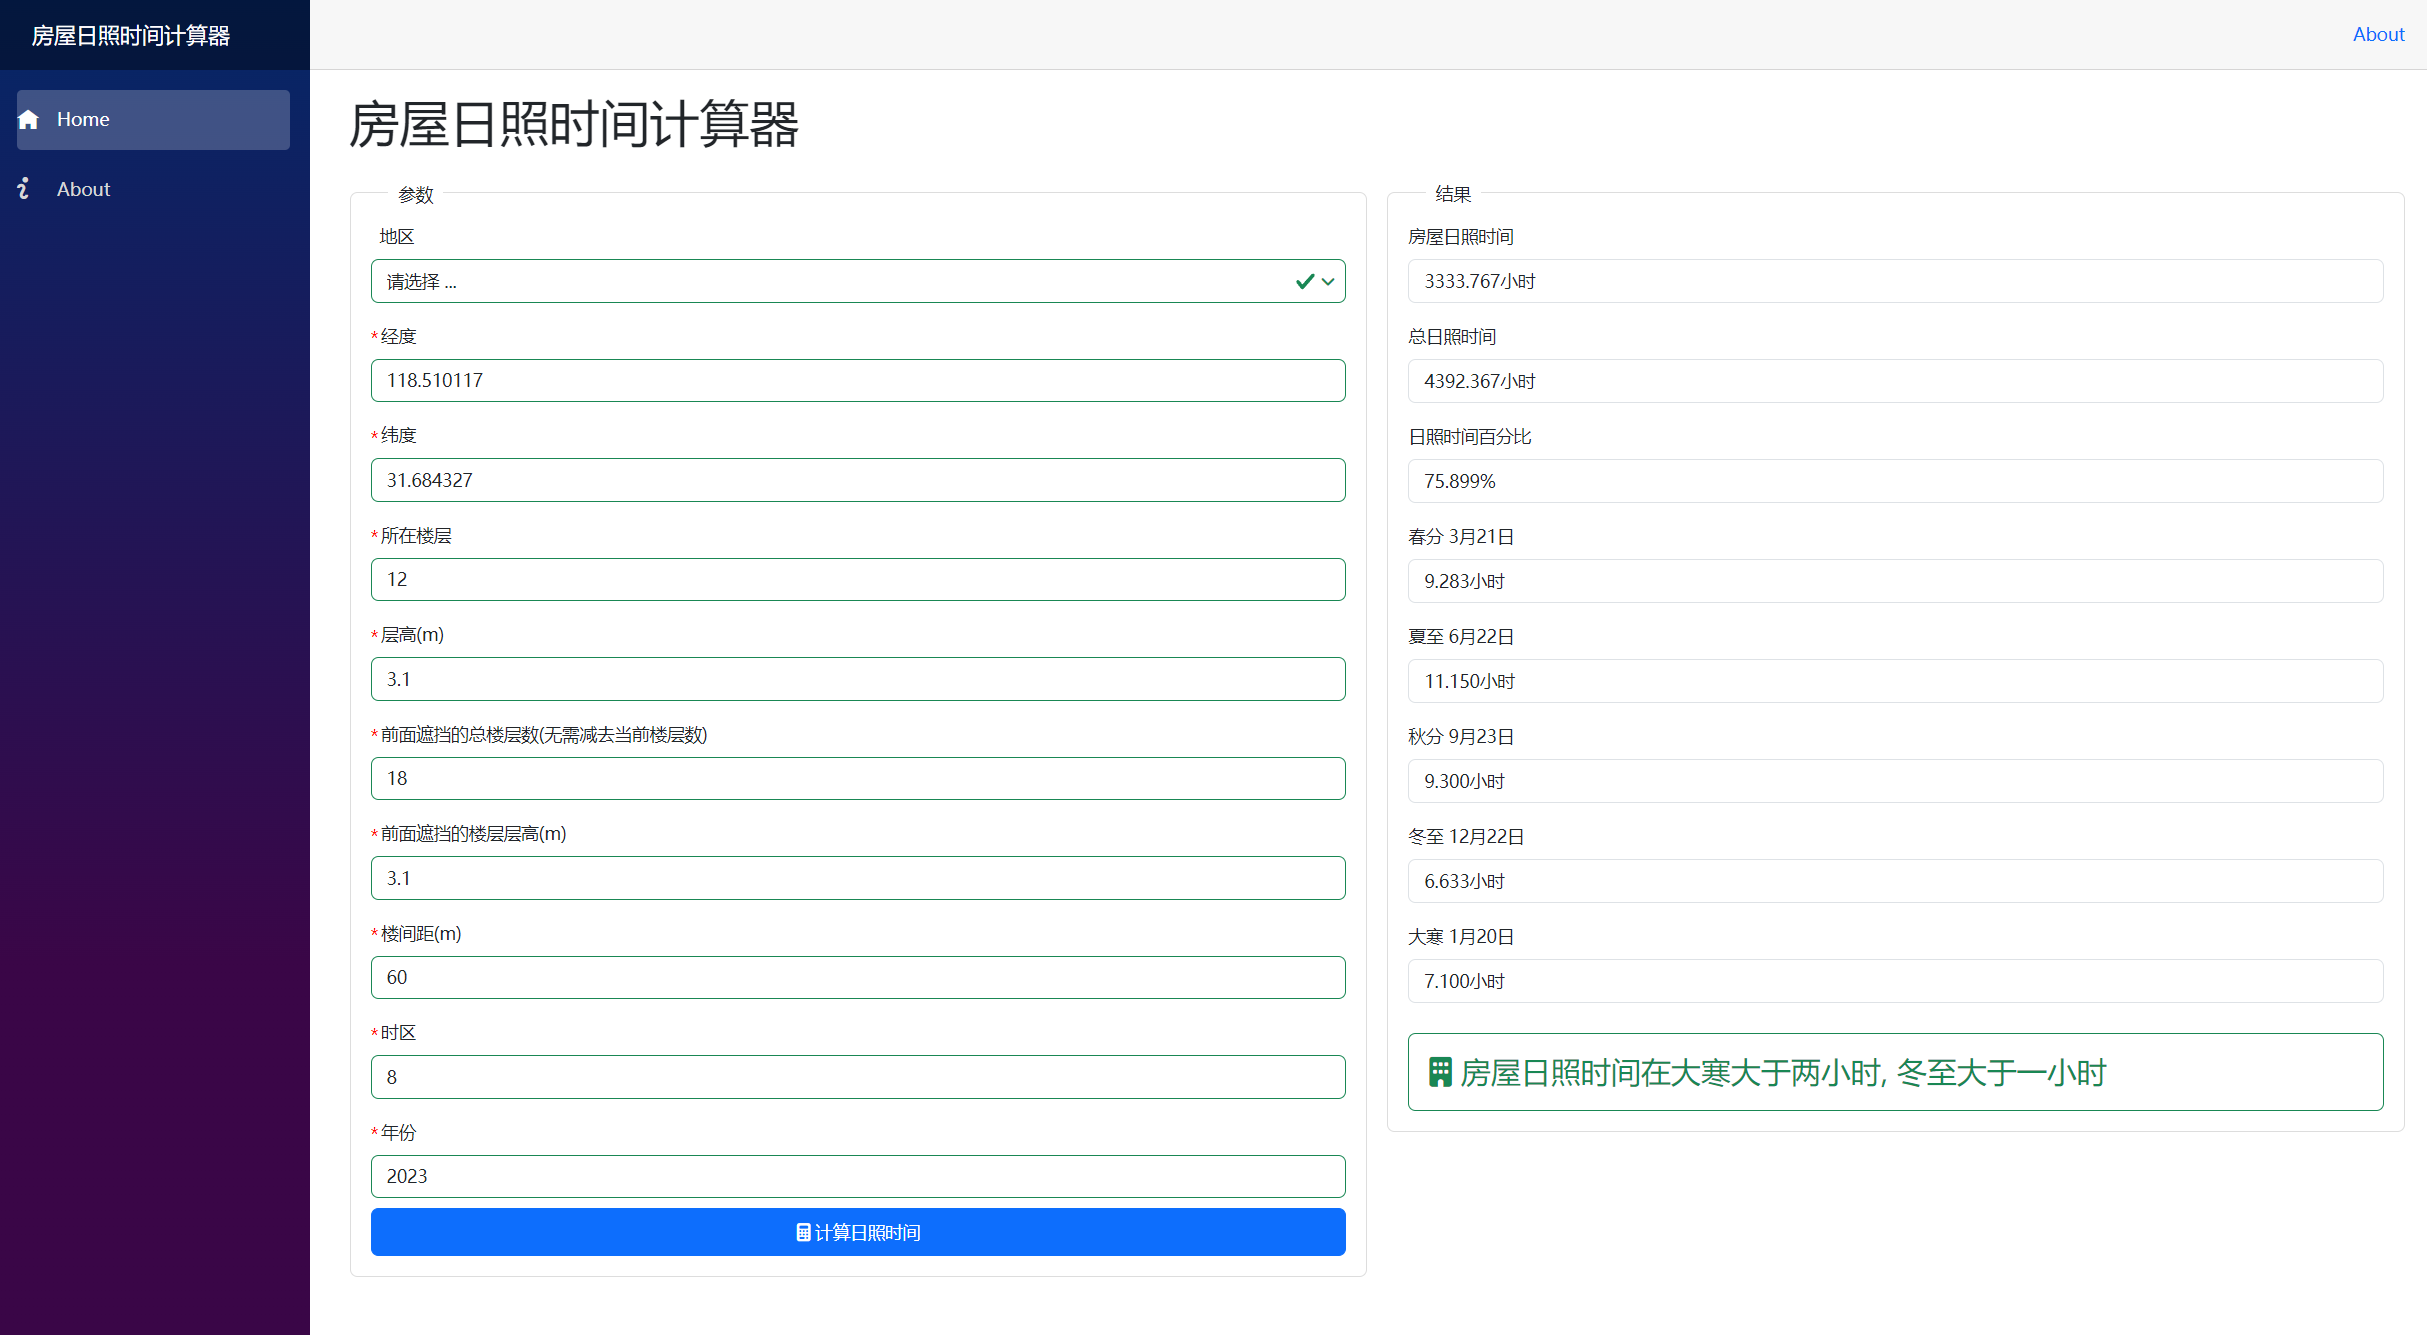 房屋日照时间计算器
About
Home
About
房屋日照时间计算器
参数
地区
请选择 ...
*经度
118.510117
*纬度
31.684327
*所在楼层
12
*层高(m)
3.1
*前面遮挡的总楼层数(无需减去当前楼层数)
18
*前面遮挡的楼层层高(m)
3.1
*楼间距(m)
60
*时区
8
*年份
2023
计算日照时间
结果
房屋日照时间
3333.767小时
总日照时间
4392.367小时
日照时间百分比
75.899%
春分 3月21日
9.283小时
夏至 6月22日
11.150小时
秋分 9月23日
9.300小时
冬至 12月22日
6.633小时
大寒 1月20日
7.100小时
房屋日照时间在大寒大于两小时, 冬至大于一小时